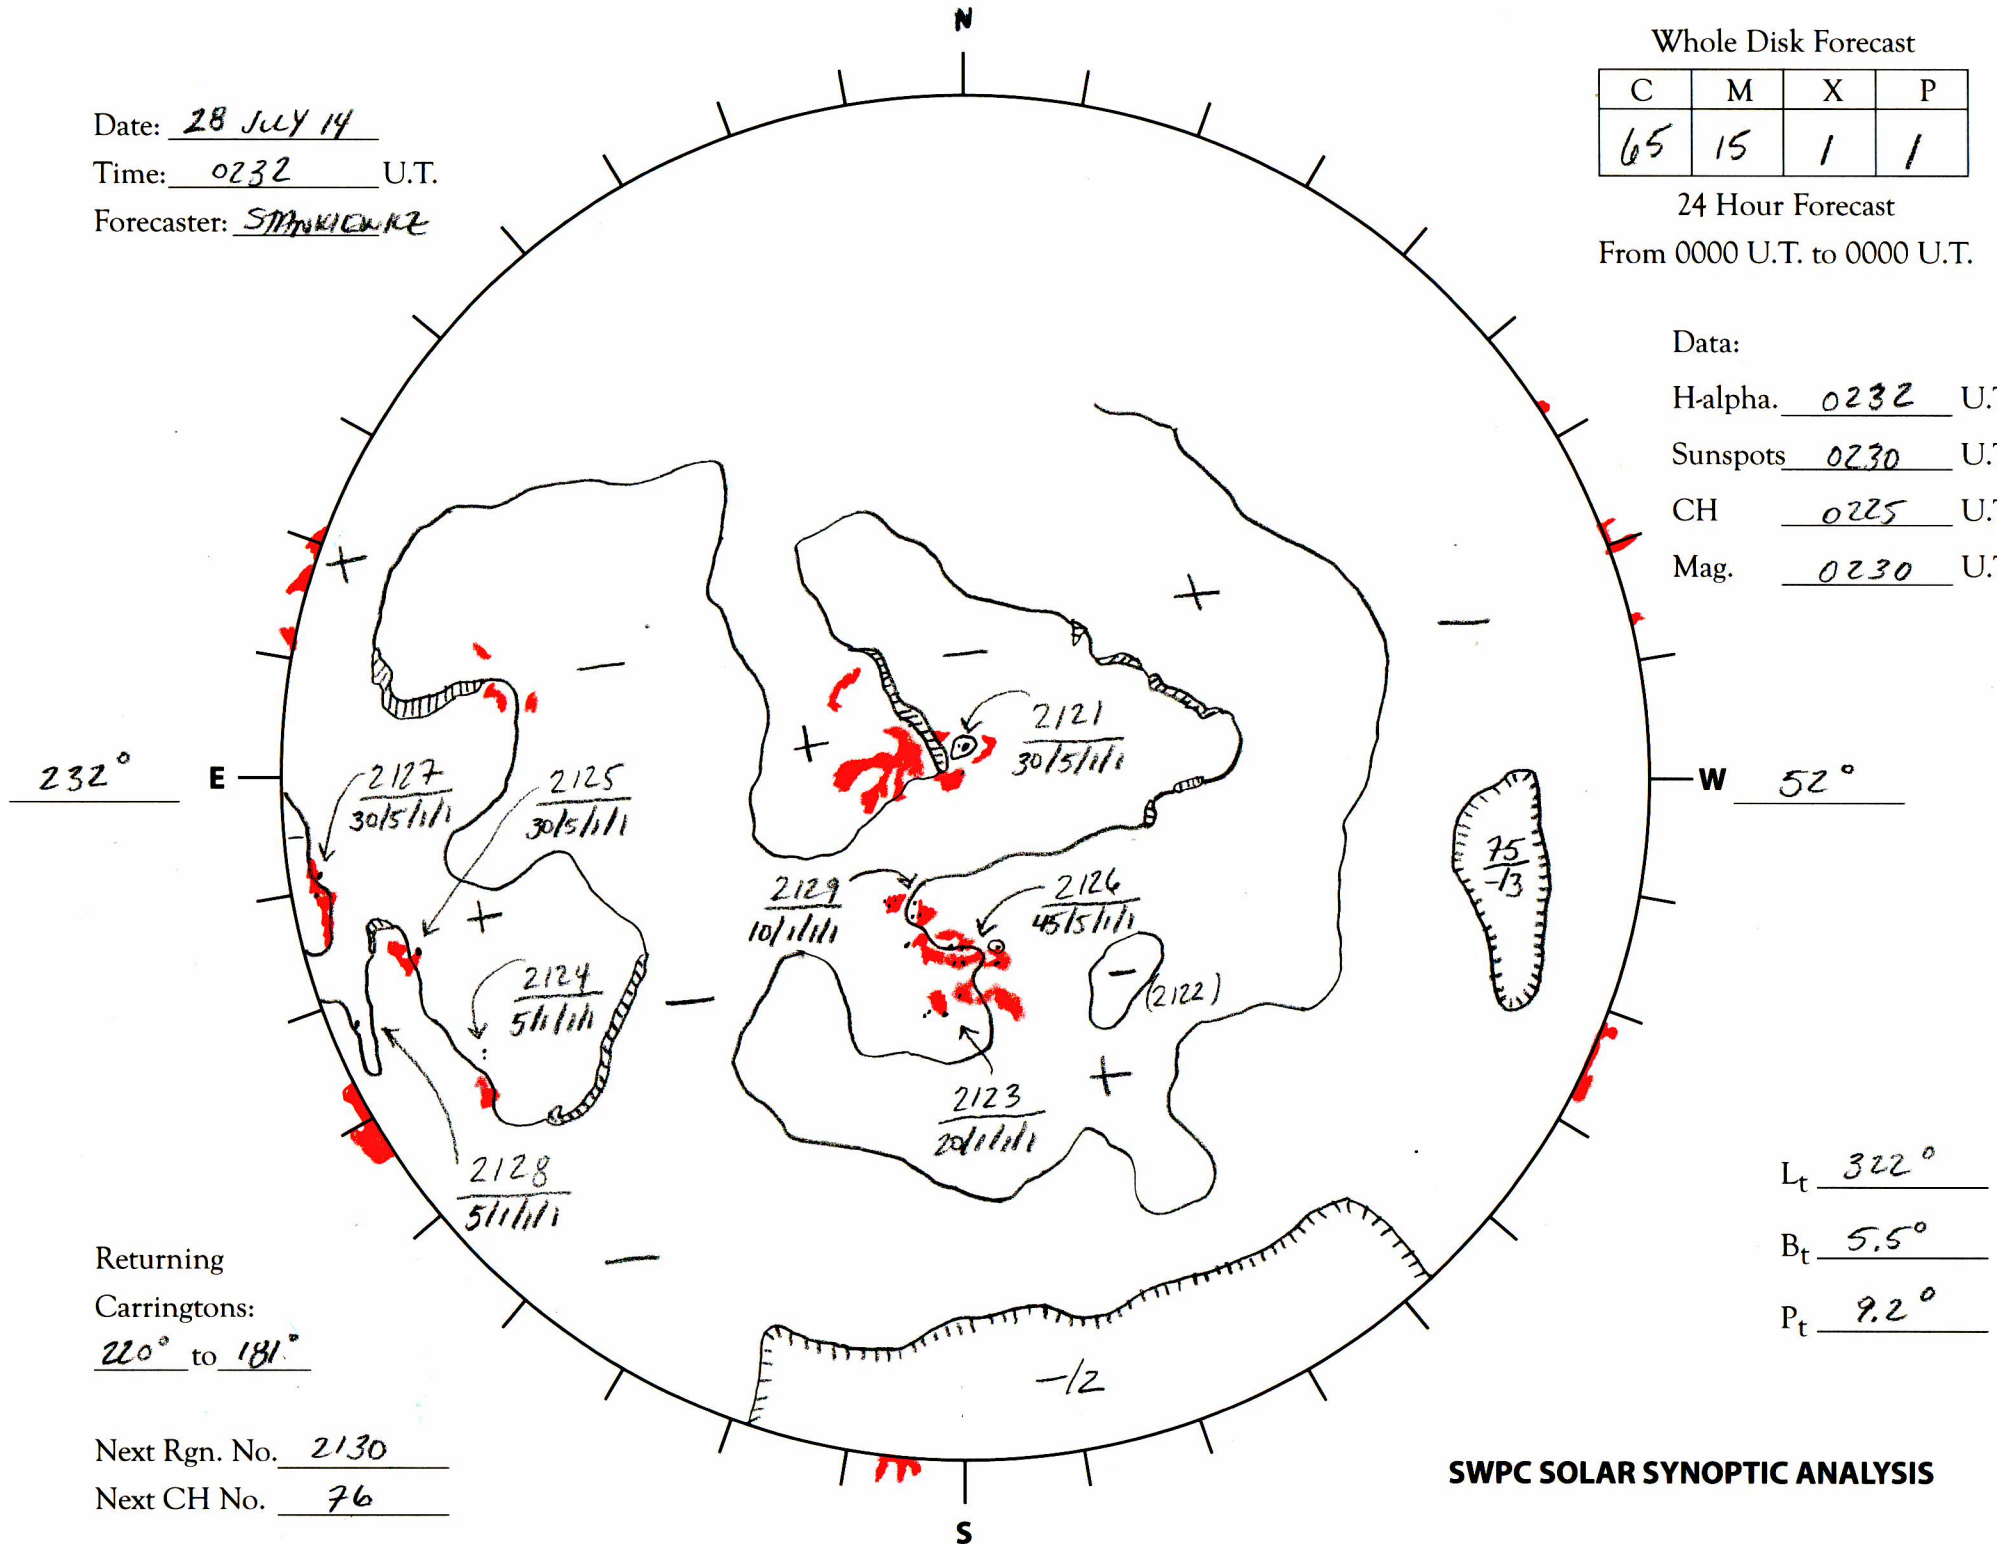 N
Whole Disk Forecast
C M X P
65 15 1 1
24 Hour Forecast
From 0000 U.T. to 0000 U.T.
Date: 28 JULY 14
Time: 0232 U.T.
Forecaster: STANKIEWICZ
Data:
H-alpha. 0232 U.T
Sunspots 0230 U.T
CH 0225 U.T
Mag. 0230 U.T
+
+
—
—
—
+
2121
30/5/1/1
232° E
W 52°
2127
30/5/1/1
2125
30/5/1/1
–
75
-/3
2129
10/1/1/1
2126
45/5/1/1
+
2124
5/1/1/1
—
–
(2122)
+
2123
20/1/1/1
2128
5/1/1/1
—
Lt 322°
Bt 5.5°
Pt 9.2°
Returning
Carringtons:
220° to 181°
-/2
Next Rgn. No. 2130
Next CH No. 76
SWPC SOLAR SYNOPTIC ANALYSIS
S